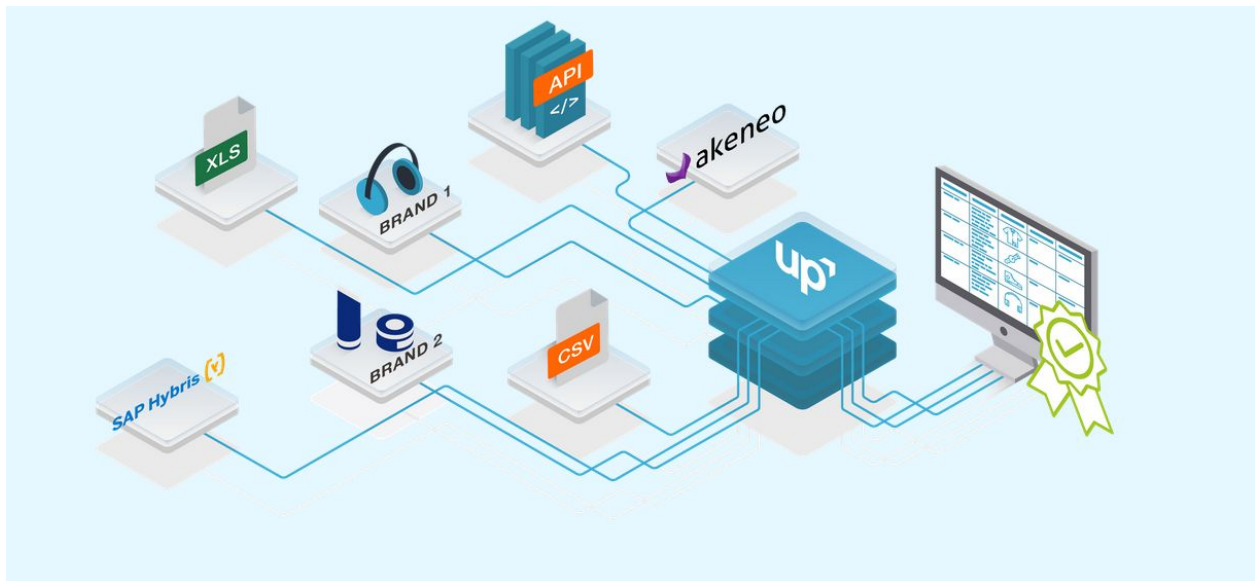 API
</>
akeneo
XLS
BRAND 1
up
BRAND 2
CSV
SAP Hybris (y)